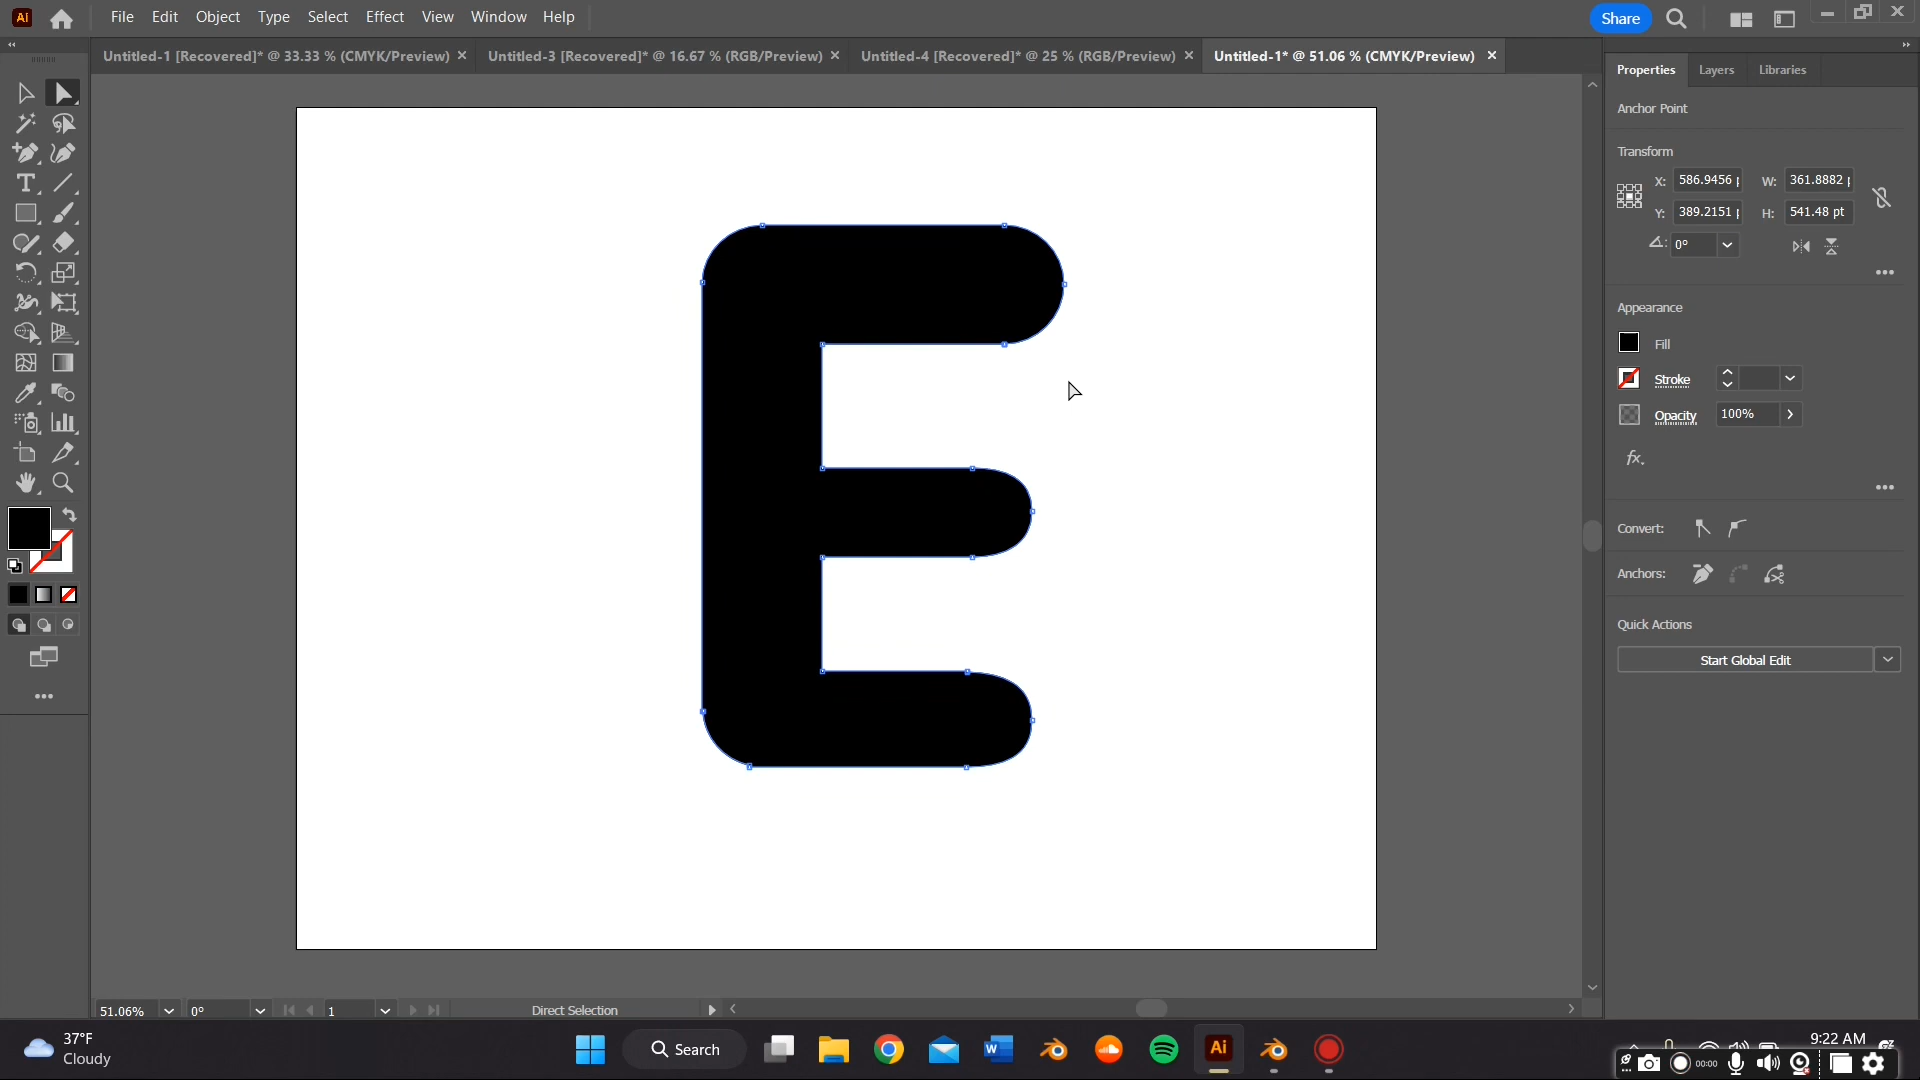 Ai File Edit Object Type Select Effect View Window Help Share
Untitled-1 [Recovered]* @ 33.33 % (CMYK/Preview) Untitled-3 [Recovered]* @ 16.67 % (RGB/Preview) Untitled-4 [Recovered]* @ 25 % (RGB/Preview) Untitled-1* @ 51.06 % (CMYK/Preview)
Properties Layers Libraries
Anchor Point
Transform
X: 586.9456 W: 361.8882
Y: 389.2151 H: 541.48 pt
0°
Appearance
Fill
Stroke
Opacity 100%
fx.
Convert:
Anchors:
Quick Actions
Start Global Edit
E
51.06% 0° 1 Direct Selection
37°F
Cloudy
Search
W
Ai
9:22 AM
00:00